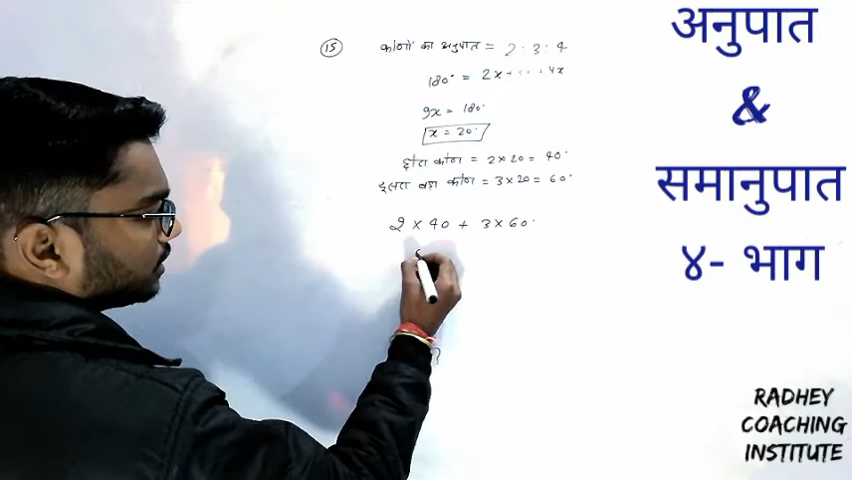 15 कोणों का अनुपात = 2 : 3 : 4
180° = 2x + ... 4x
9x = 180°
x = 20°
छोटा कोण = 2 × 20 = 40°
दूसरा बड़ा कोण = 3 × 20 = 60°
2 × 40 + 3 × 60°
अनुपात
&
समानुपात
४- भाग
RADHEY
COACHING
INSTITUTE